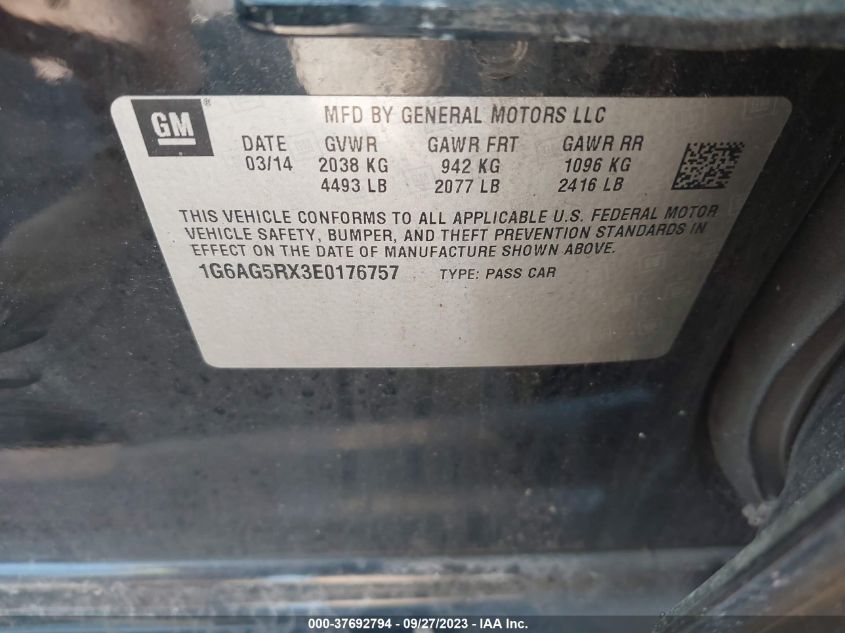 GM ®
MFD BY GENERAL MOTORS LLC
DATE GVWR GAWR FRT GAWR RR
03/14 2038 KG 942 KG 1096 KG
4493 LB 2077 LB 2416 LB
THIS VEHICLE CONFORMS TO ALL APPLICABLE U.S. FEDERAL MOTOR
VEHICLE SAFETY, BUMPER, AND THEFT PREVENTION STANDARDS IN
EFFECT ON THE DATE OF MANUFACTURE SHOWN ABOVE.
1G6AG5RX3E0176757 TYPE: PASS CAR
000-37692794 - 09/27/2023 - IAA Inc.